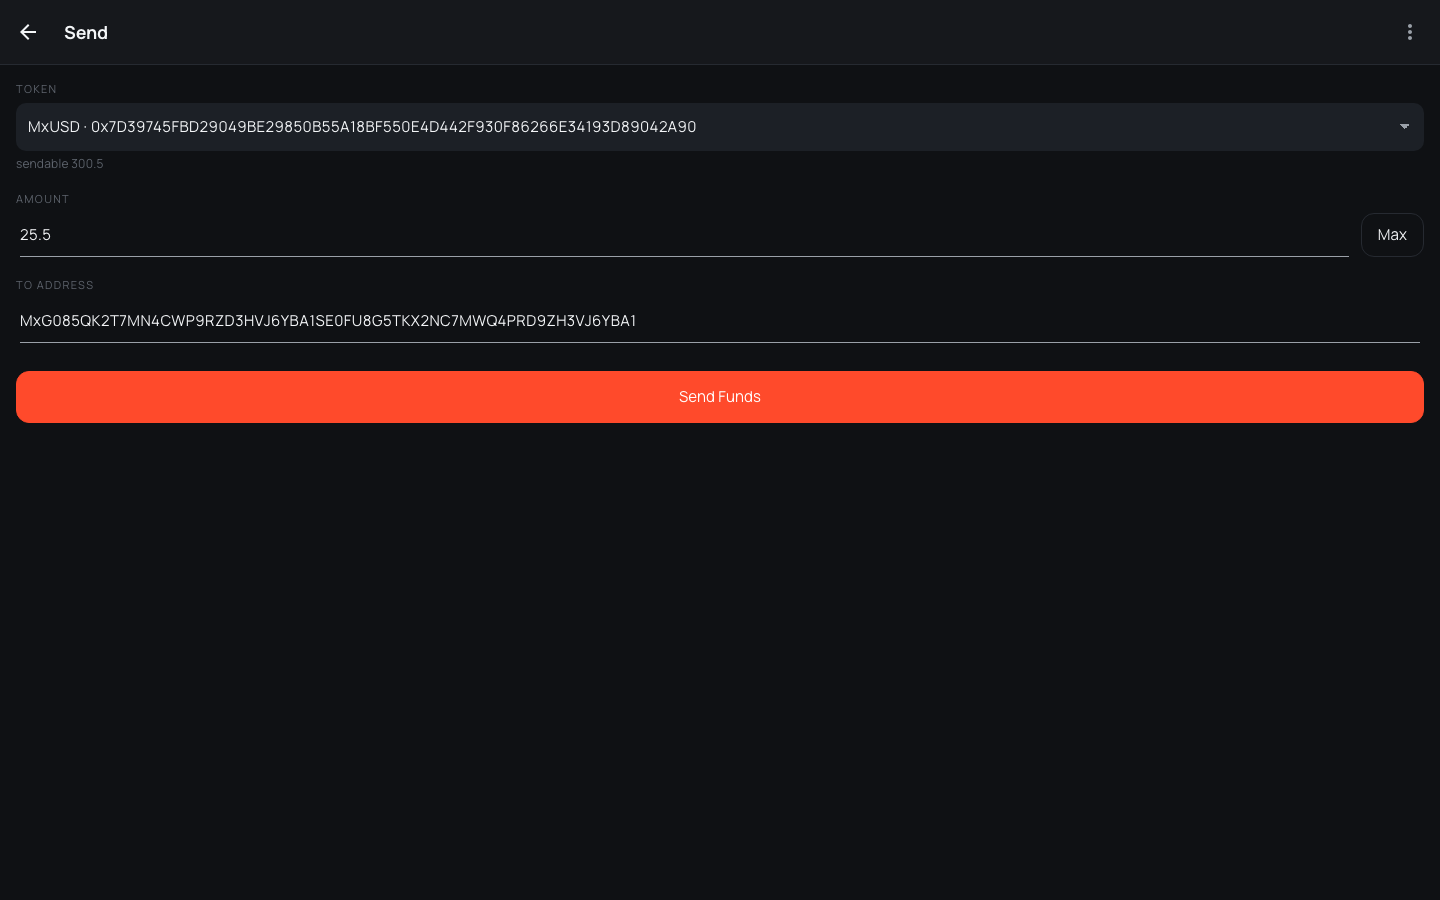 Send
TOKEN
MxUSD · 0x7D39745FBD29049BE29850B55A18BF550E4D442F930F86266E34193D89042A90
sendable 300.5
AMOUNT
25.5
Max
TO ADDRESS
MxG085QK2T7MN4CWP9RZD3HVJ6YBA1SE0FU8G5TKX2NC7MWQ4PRD9ZH3VJ6YBA1
Send Funds